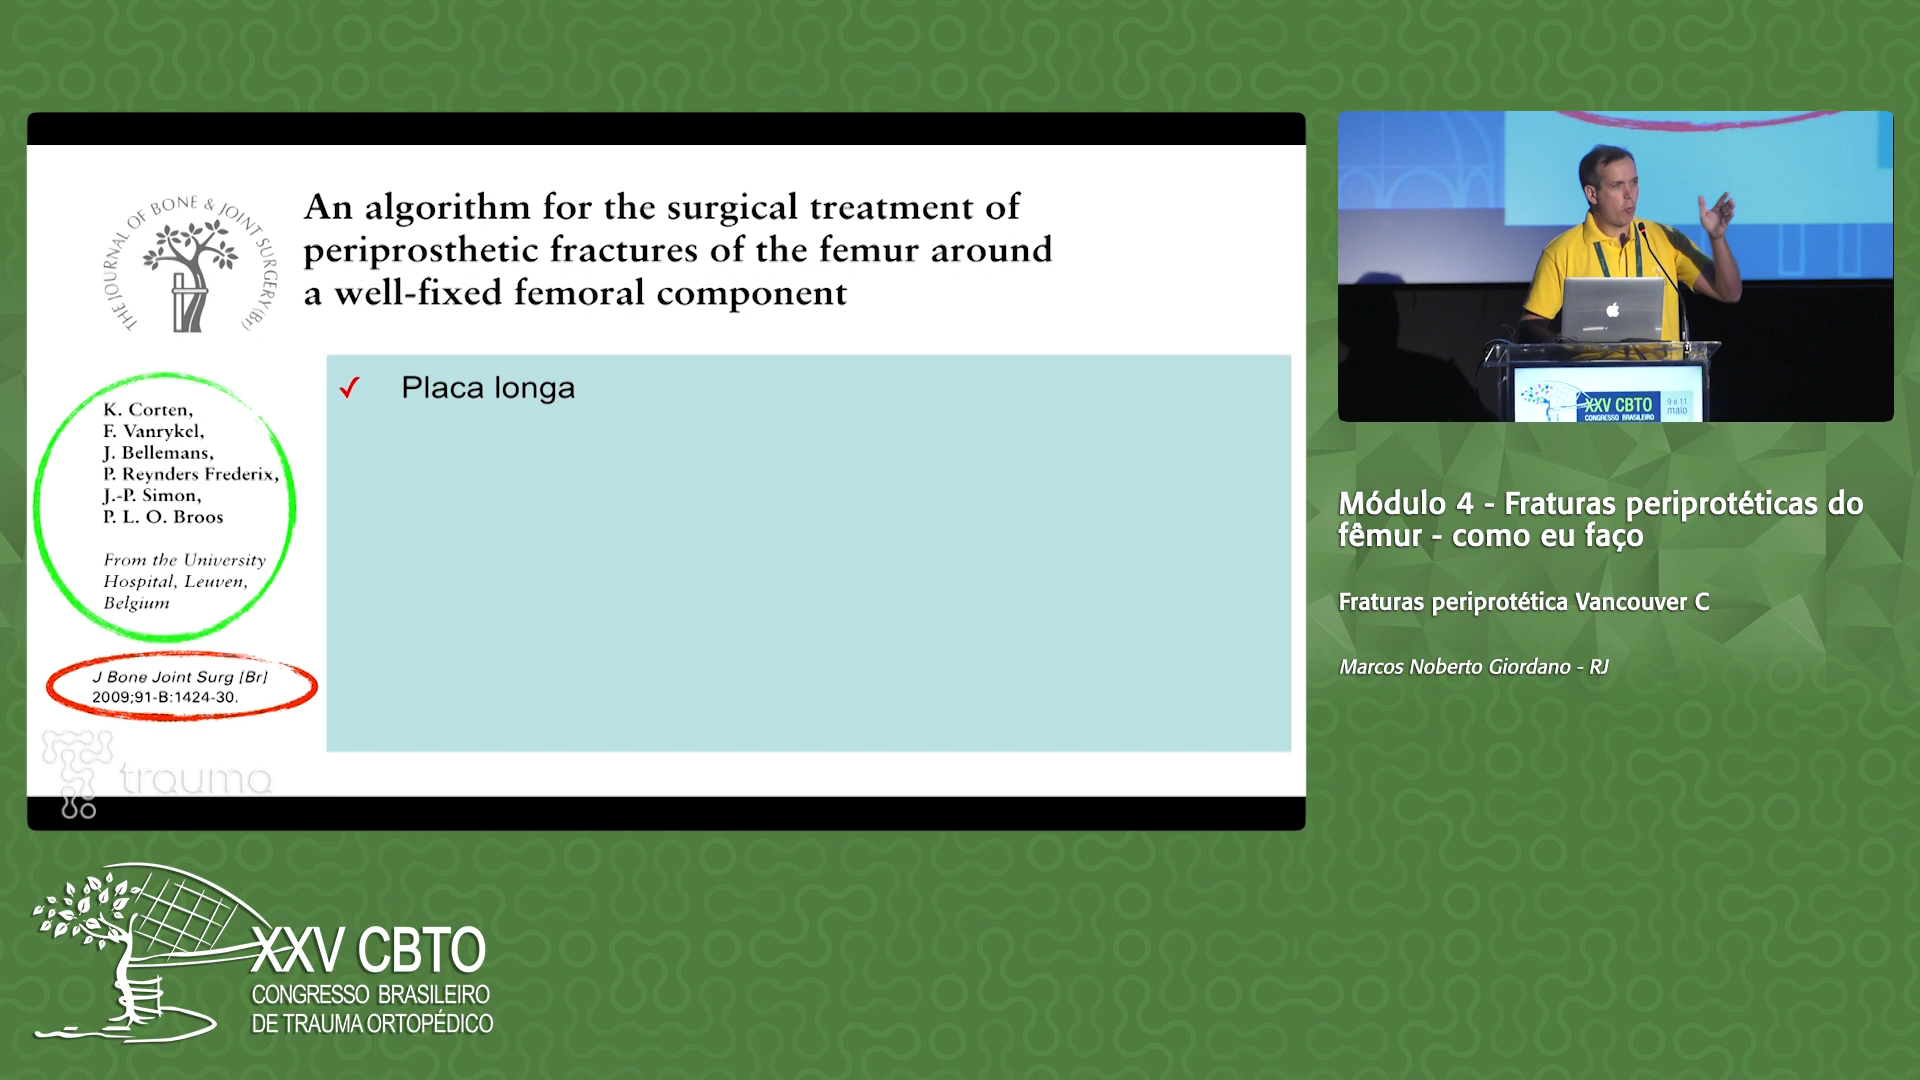 THE JOURNAL OF BONE & JOINT SURGERY (Br)
An algorithm for the surgical treatment of
periprosthetic fractures of the femur around
a well-fixed femoral component
K. Corten,
F. Vanrykel,
J. Bellemans,
P. Reynders Frederix,
J.-P. Simon,
P. L. O. Broos
From the University
Hospital, Leuven,
Belgium
J Bone Joint Surg [Br]
2009;91-B:1424-30.
✓ Placa longa
trauma
XXV CBTO
CONGRESSO BRASILEIRO
9 a 11
maio
Módulo 4 - Fraturas periprotéticas do
fêmur - como eu faço
Fraturas periprotética Vancouver C
Marcos Noberto Giordano - RJ
XXV CBTO
CONGRESSO BRASILEIRO
DE TRAUMA ORTOPÉDICO